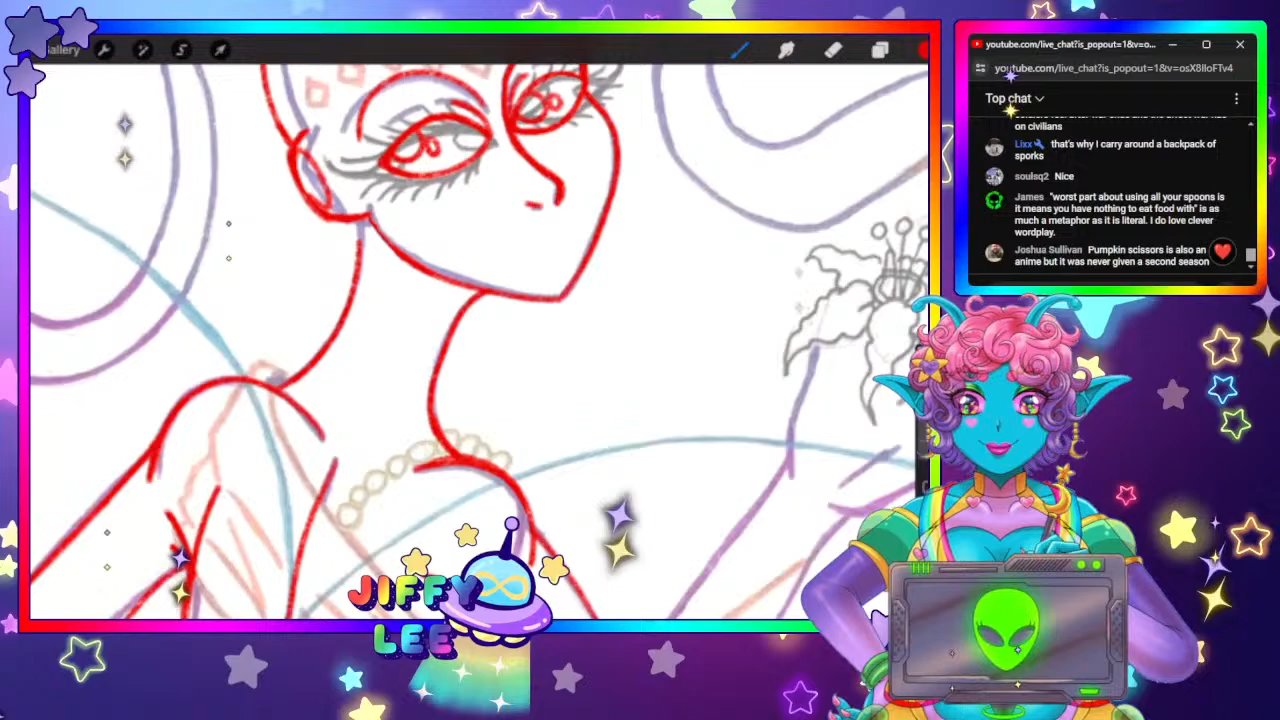 Gallery
youtube.com/live_chat?is_popout=1&v=o...
youtube.com/live_chat?is_popout=1&v=osX8lIoFTv4
Top chat
on civilians
Lixx that's why I carry around a backpack of
sporks
soulsq2 Nice
James "worst part about using all your spoons is
it means you have nothing to eat food with" is as
much a metaphor as it is literal. I do love clever
wordplay.
Joshua Sullivan Pumpkin scissors is also an
anime but it was never given a second season
JIFFY
LEE